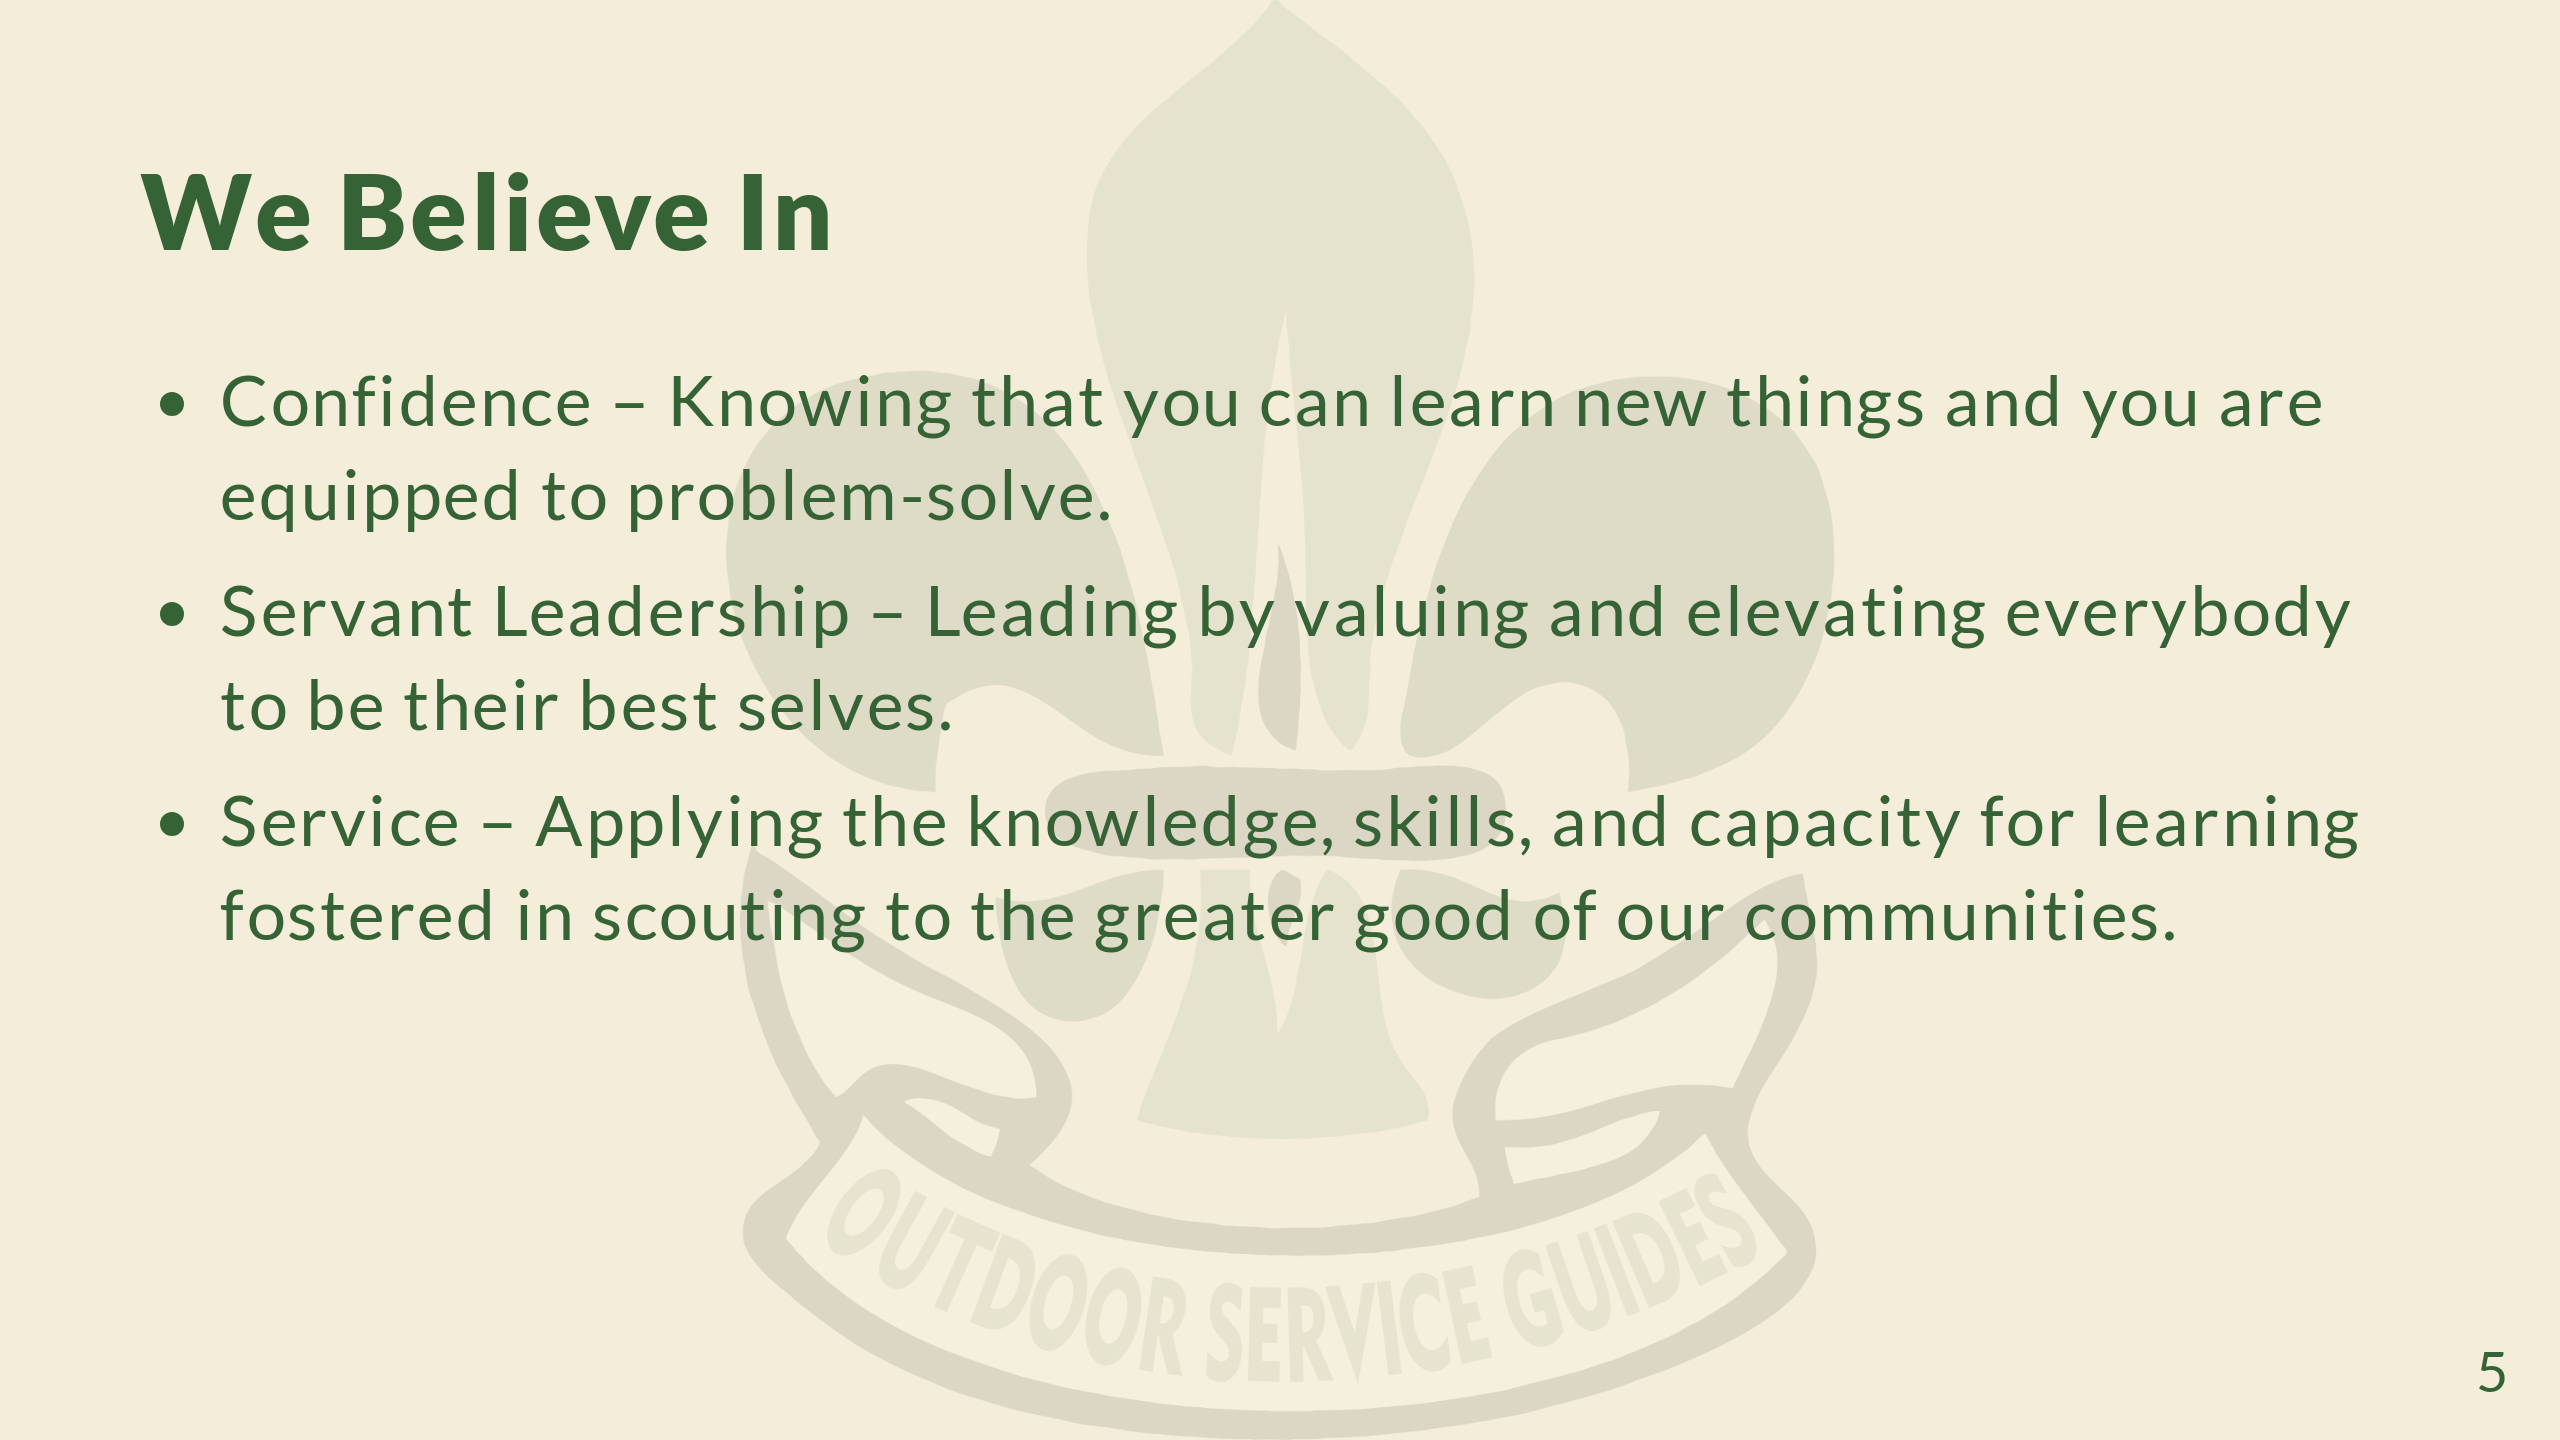 We Believe In
• Confidence – Knowing that you can learn new things and you are
equipped to problem-solve.
• Servant Leadership – Leading by valuing and elevating everybody
to be their best selves.
• Service – Applying the knowledge, skills, and capacity for learning
fostered in scouting to the greater good of our communities.
OUTDOOR SERVICE GUIDES
5